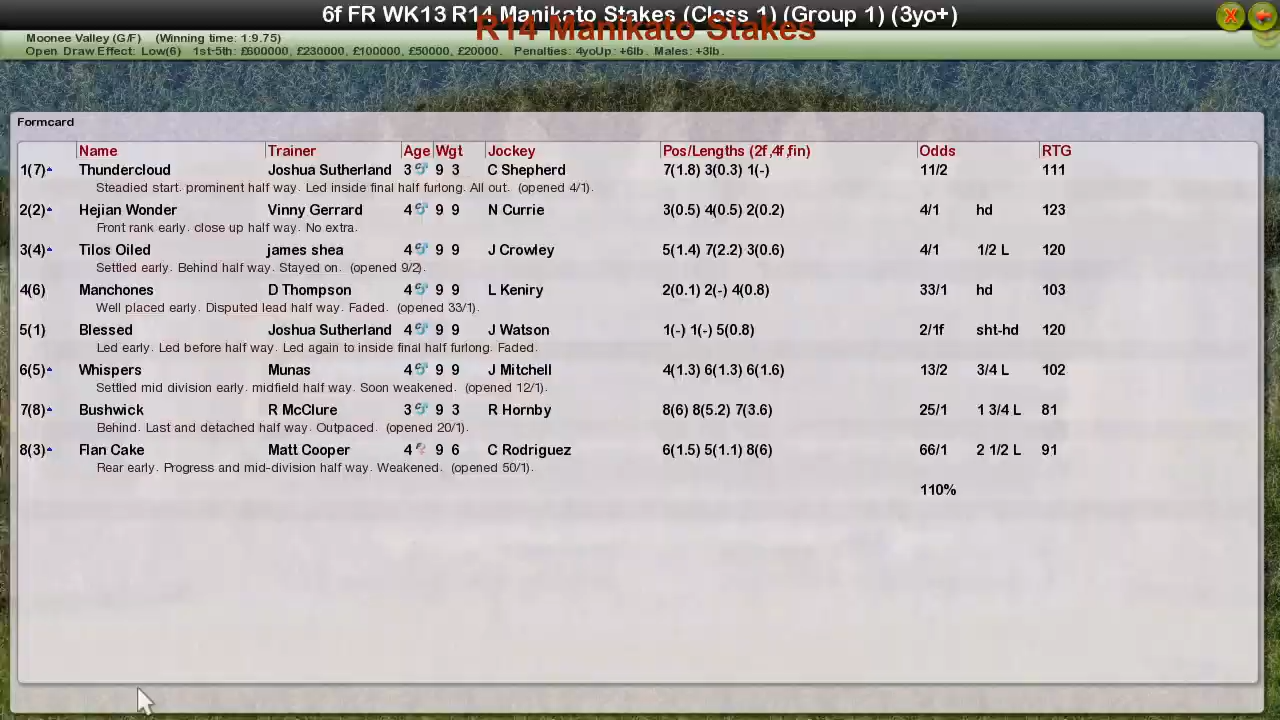 6f FR WK13 R14 Manikato Stakes (Class 1) (Group 1) (3yo+)
R14 Manikato Stakes
Moonee Valley (G/F) (Winning time: 1:9.75)
Open. Draw Effect: Low(6) 1st-5th: £600000, £230000, £100000, £50000, £20000. Penalties: 4yoUp: +6lb. Males: +3lb.
Formcard
Name Trainer Age Wgt Jockey Pos/Lengths (2f,4f,fin) Odds RTG
1(7) Thundercloud Joshua Sutherland 3 9 3 C Shepherd 7(1.8) 3(0.3) 1(-) 11/2 111
Steadied start. prominent half way. Led inside final half furlong. All out. (opened 4/1).
2(2) Hejian Wonder Vinny Gerrard 4 9 9 N Currie 3(0.5) 4(0.5) 2(0.2) 4/1 hd 123
Front rank early. close up half way. No extra.
3(4) Tilos Oiled james shea 4 9 9 J Crowley 5(1.4) 7(2.2) 3(0.6) 4/1 1/2 L 120
Settled early. Behind half way. Stayed on. (opened 9/2).
4(6) Manchones D Thompson 4 9 9 L Keniry 2(0.1) 2(-) 4(0.8) 33/1 hd 103
Well placed early. Disputed lead half way. Faded. (opened 33/1).
5(1) Blessed Joshua Sutherland 4 9 9 J Watson 1(-) 1(-) 5(0.8) 2/1f sht-hd 120
Led early. Led before half way. Led again to inside final half furlong. Faded.
6(5) Whispers Munas 4 9 9 J Mitchell 4(1.3) 6(1.3) 6(1.6) 13/2 3/4 L 102
Settled mid division early. midfield half way. Soon weakened. (opened 12/1).
7(8) Bushwick R McClure 3 9 3 R Hornby 8(6) 8(5.2) 7(3.6) 25/1 1 3/4 L 81
Behind. Last and detached half way. Outpaced. (opened 20/1).
8(3) Flan Cake Matt Cooper 4 9 6 C Rodriguez 6(1.5) 5(1.1) 8(6) 66/1 2 1/2 L 91
Rear early. Progress and mid-division half way. Weakened. (opened 50/1).
110%